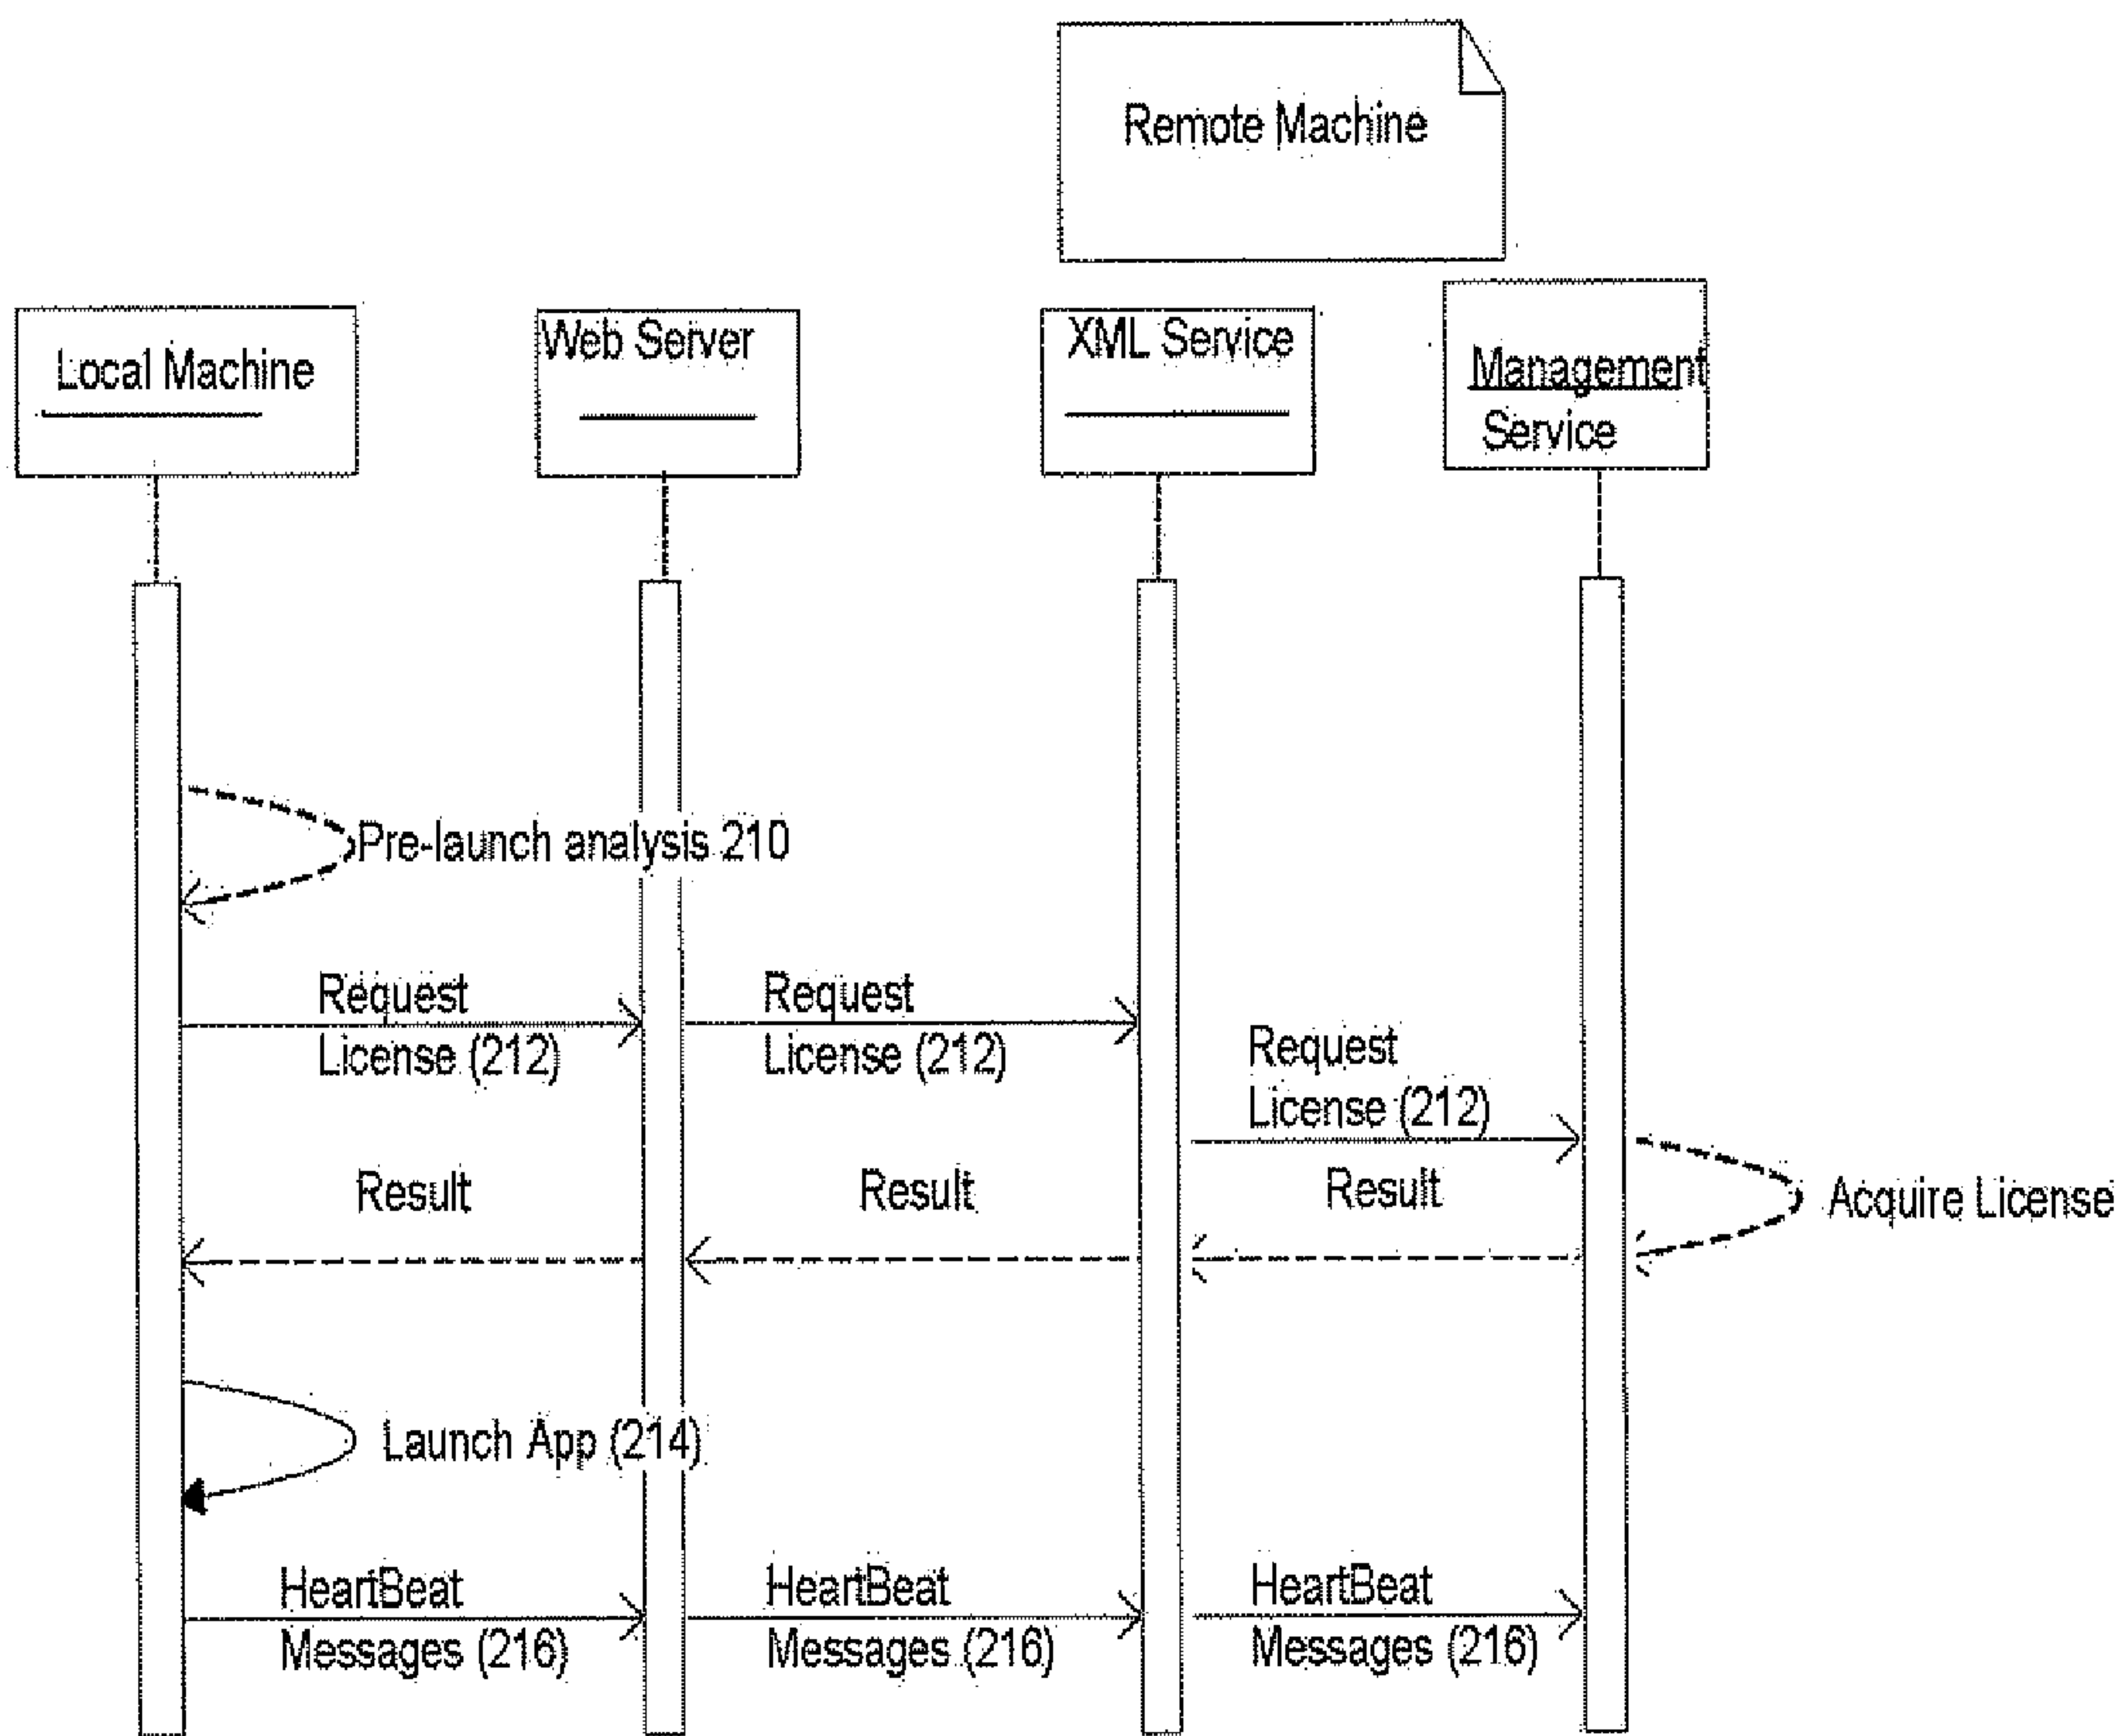 Remote Machine
Local Machine
Web Server
XML Service
Management
Service
Pre-launch analysis 210
Request
License (212)
Request
License (212)
Request
License (212)
Result
Result
Result
Acquire License
Launch App (214)
HeartBeat
Messages (216)
HeartBeat
Messages (216)
HeartBeat
Messages (216)